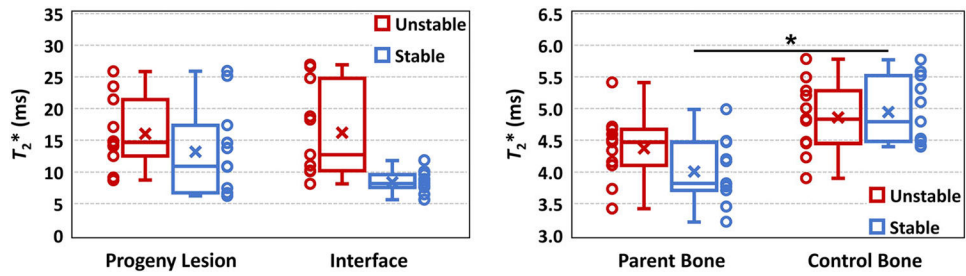 T2* (ms)
35
30
25
20
15
10
5
0
Unstable
Stable
Progeny Lesion
Interface
T2* (ms)
6.5
6.0
5.5
5.0
4.5
4.0
3.5
3.0
*
Unstable
Stable
Parent Bone
Control Bone